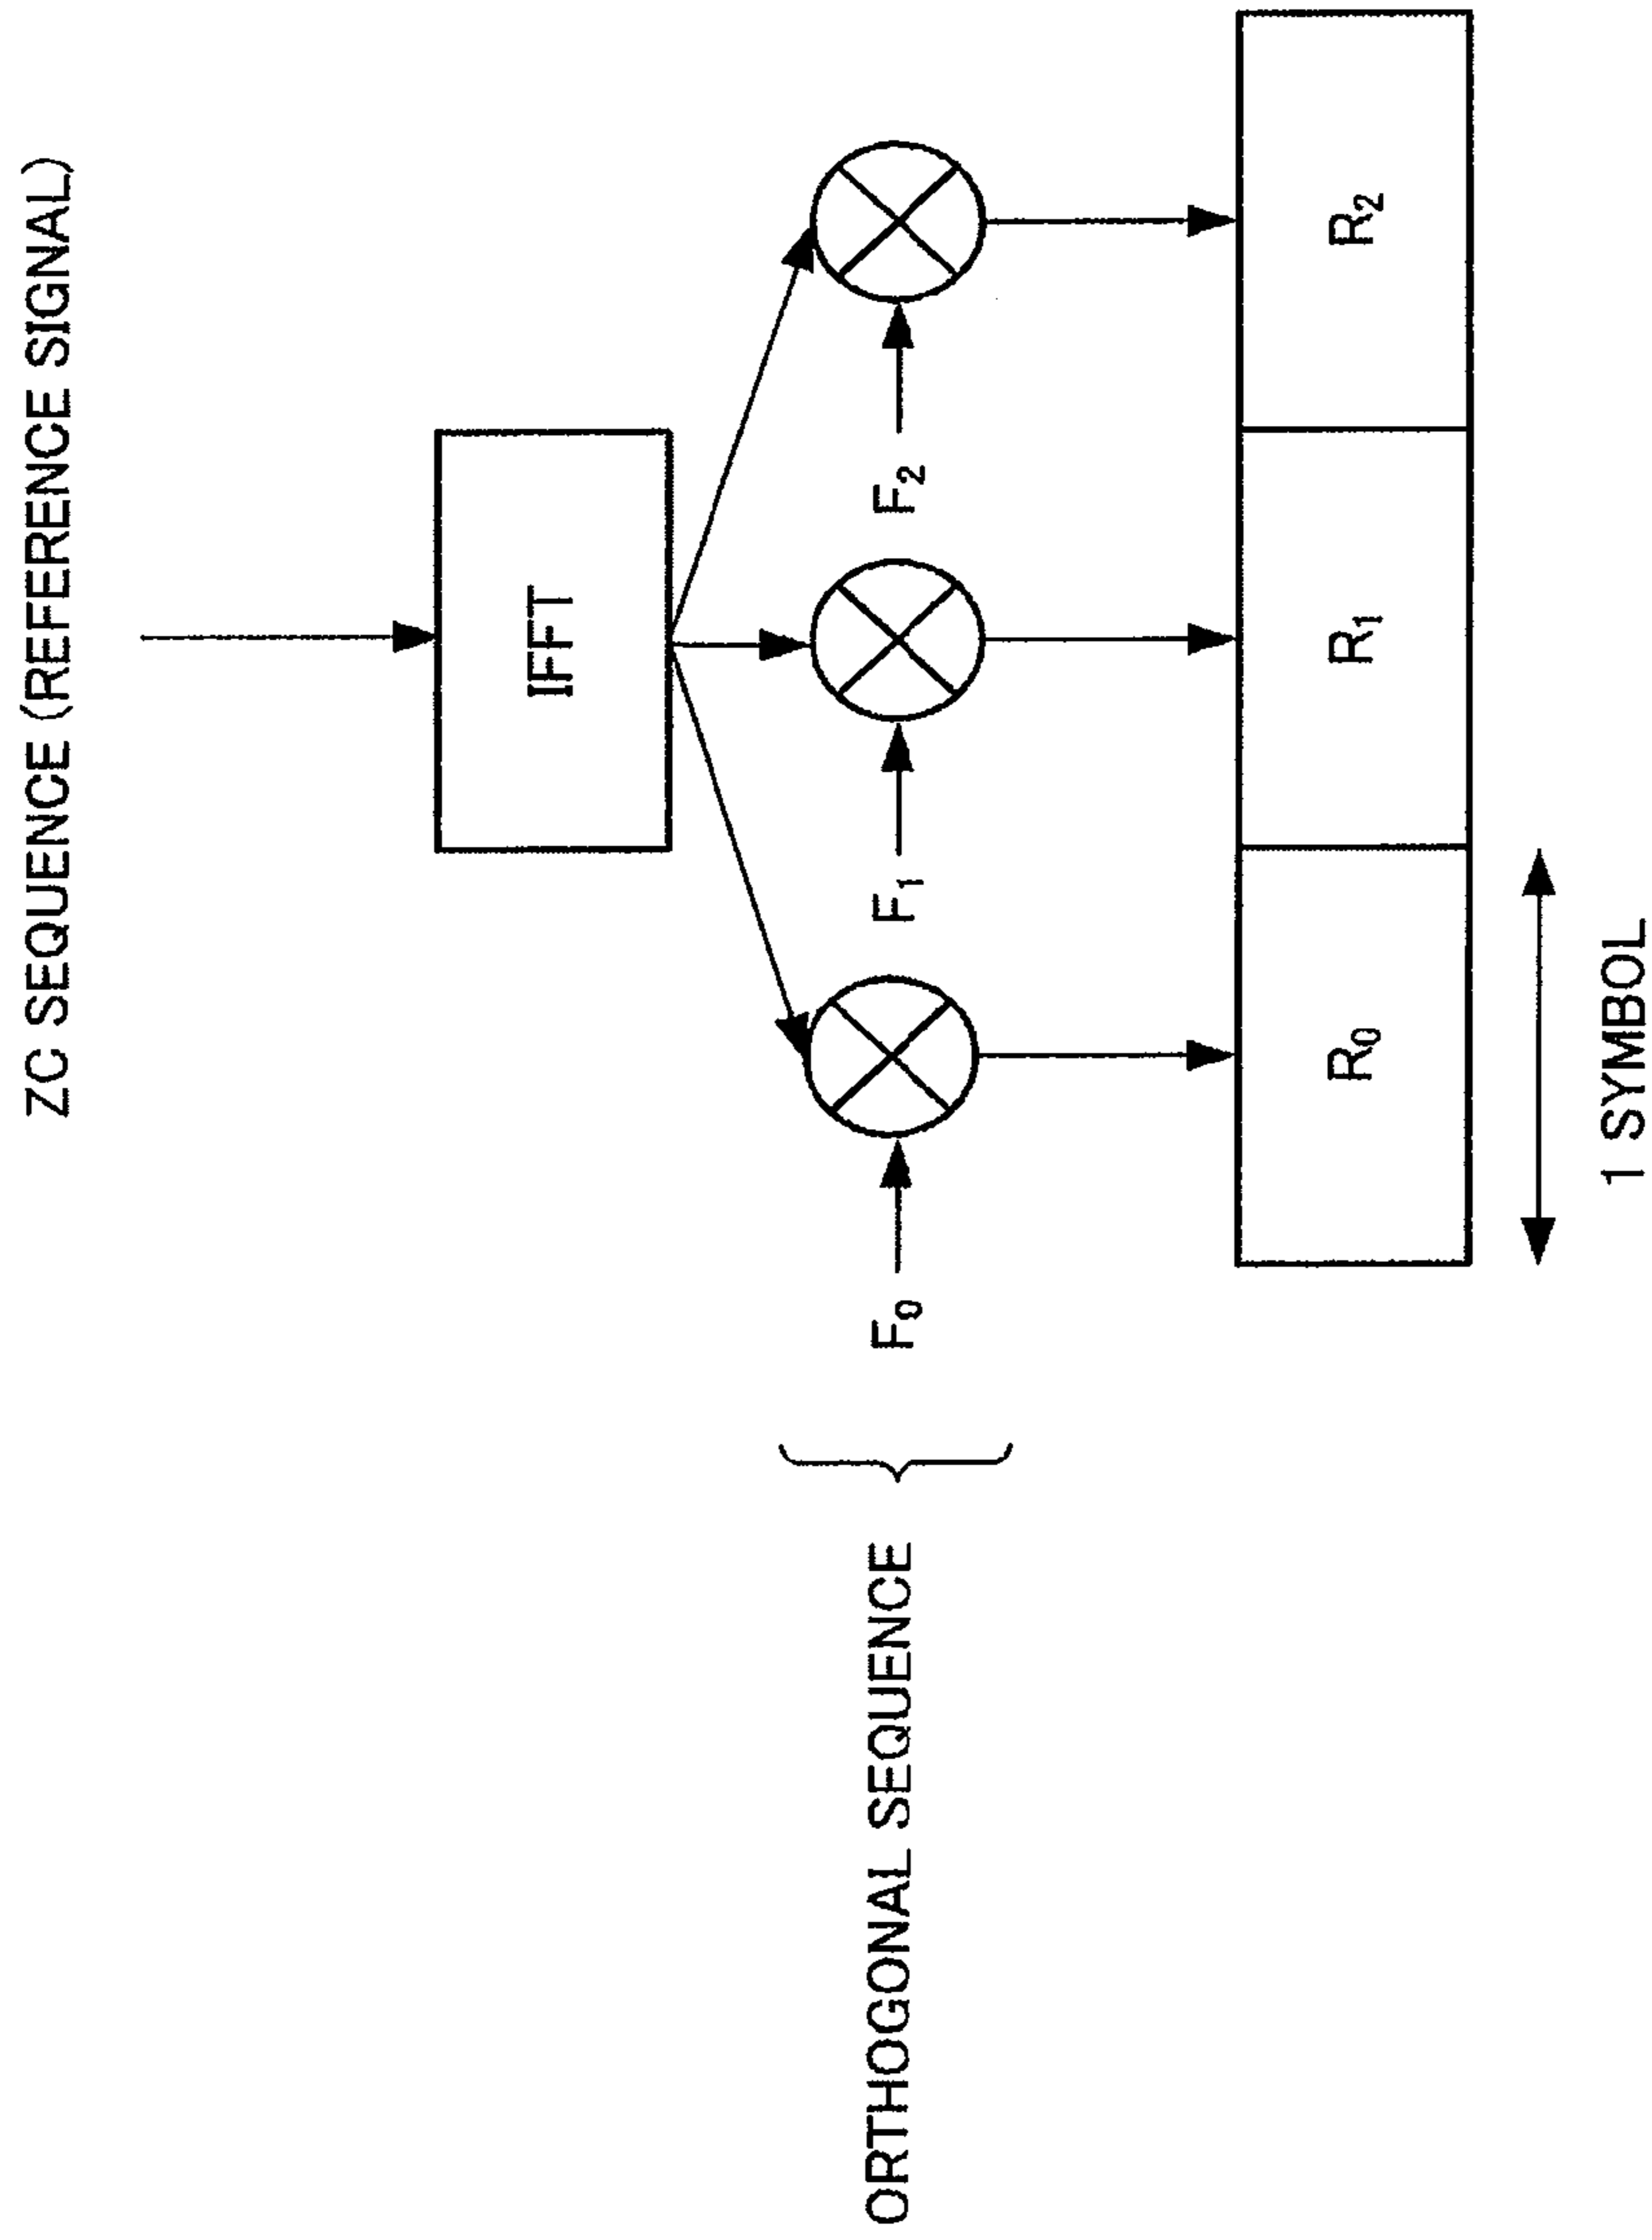 ZC SEQUENCE (REFERENCE SIGNAL)
IFFT
ORTHOGONAL SEQUENCE
F₀
F₁
F₂
R₀
R₁
R₂
1 SYMBOL